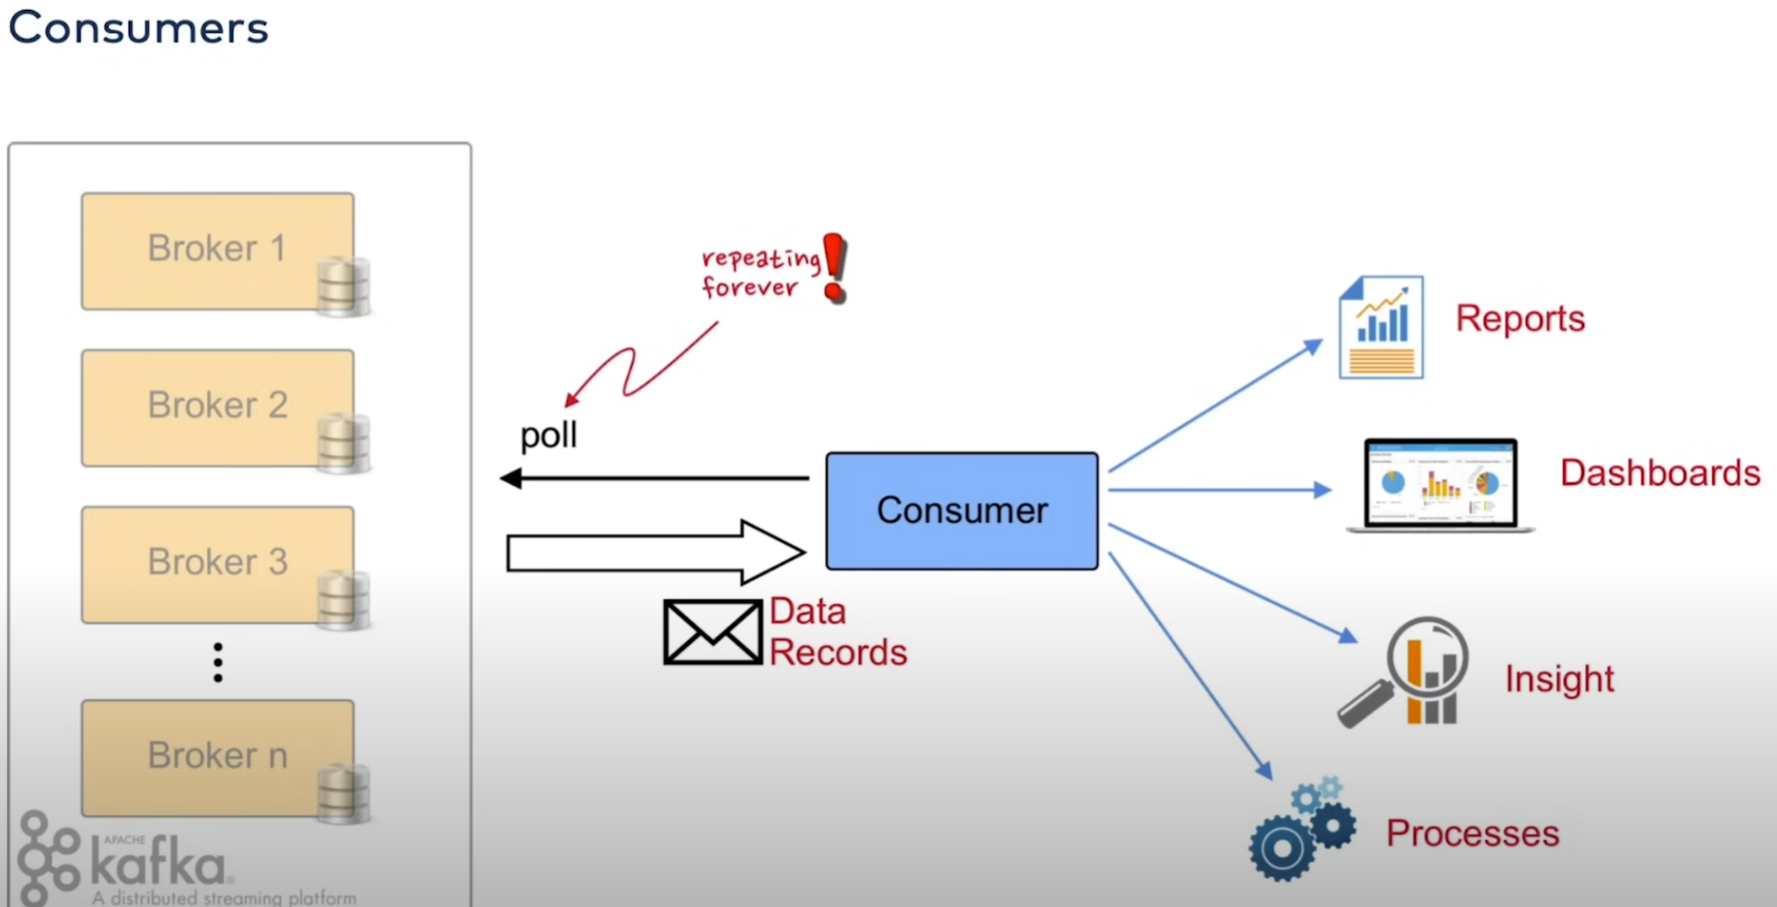 Consumers
Broker 1
Broker 2
Broker 3
Broker n
APACHE
kafka®
A distributed streaming platform
repeating
forever
poll
Consumer
Data
Records
Reports
Dashboards
Insight
Processes